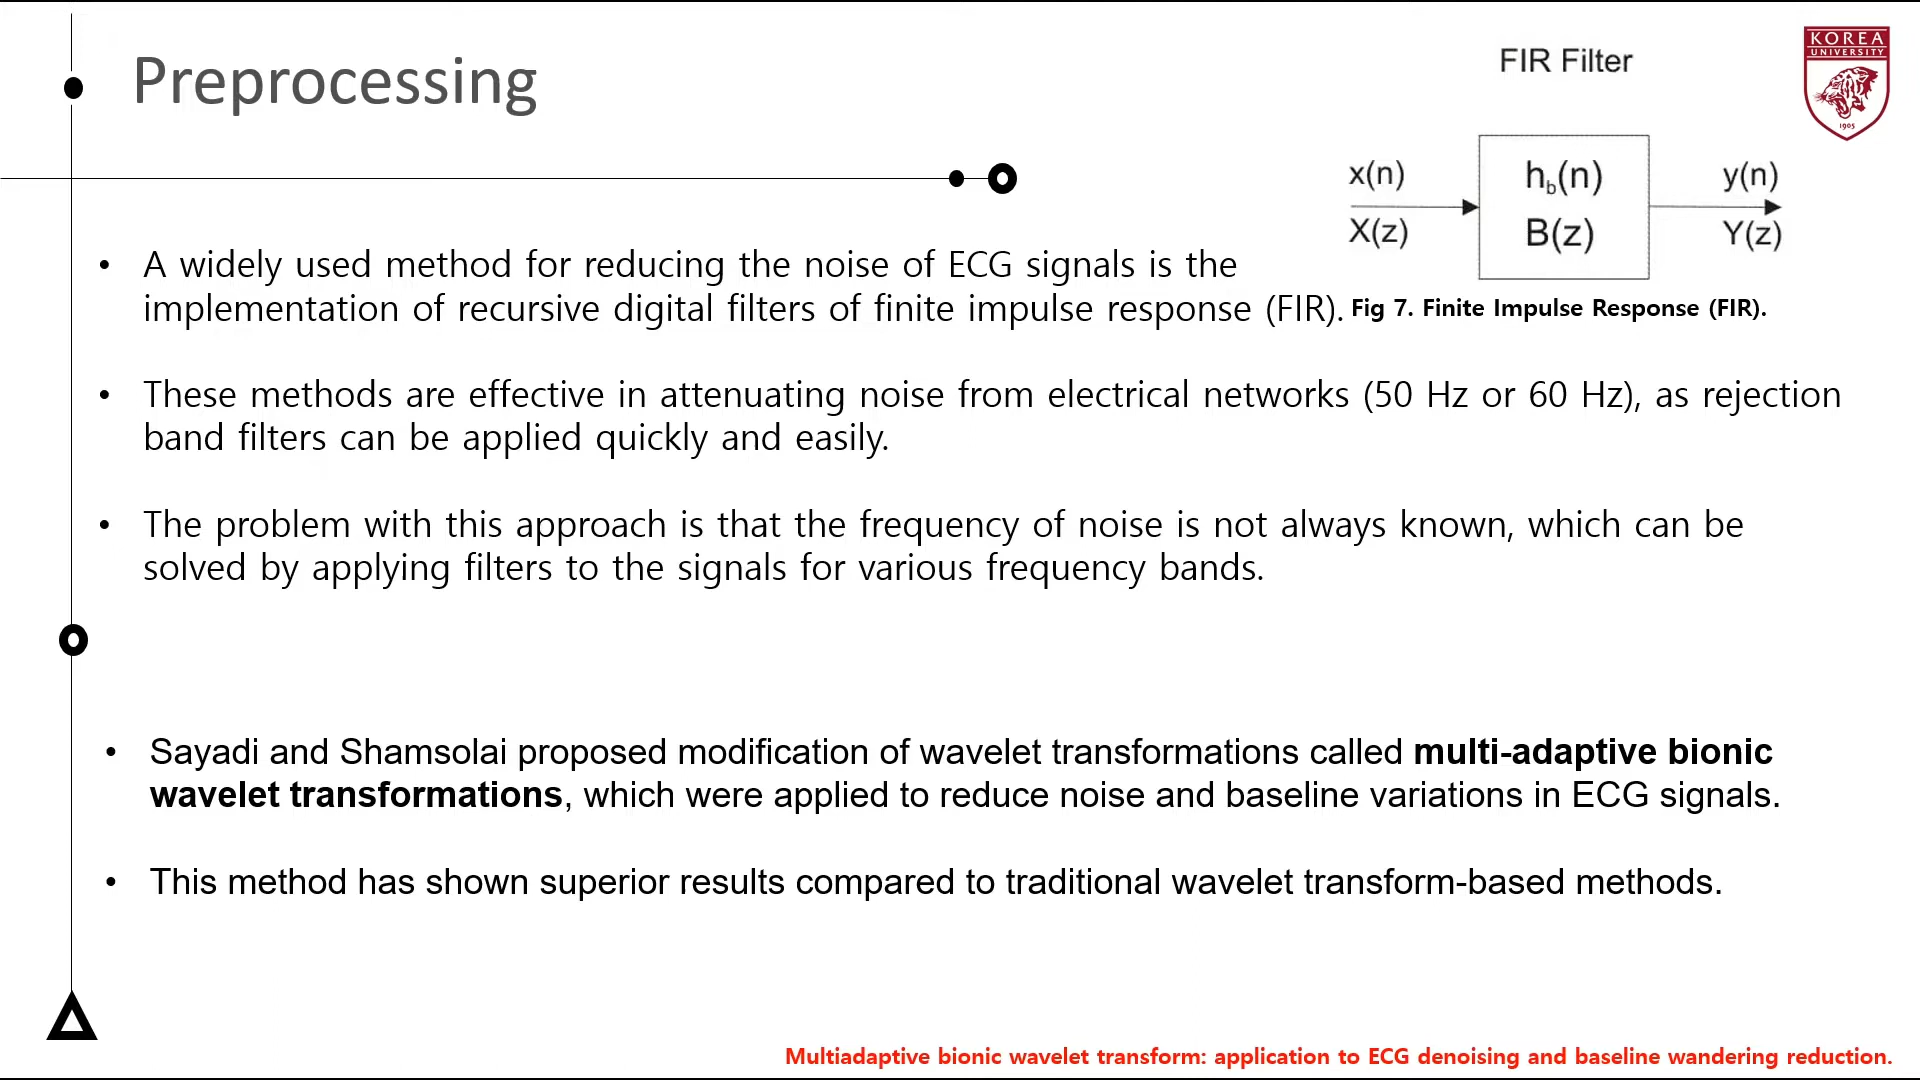 Preprocessing
FIR Filter
KOREA
UNIVERSITY
1905
x(n)
X(z)
hb(n)
B(z)
y(n)
Y(z)
Fig 7. Finite Impulse Response (FIR).
• A widely used method for reducing the noise of ECG signals is the
implementation of recursive digital filters of finite impulse response (FIR).
• These methods are effective in attenuating noise from electrical networks (50 Hz or 60 Hz), as rejection
band filters can be applied quickly and easily.
• The problem with this approach is that the frequency of noise is not always known, which can be
solved by applying filters to the signals for various frequency bands.
• Sayadi and Shamsolai proposed modification of wavelet transformations called multi-adaptive bionic
wavelet transformations, which were applied to reduce noise and baseline variations in ECG signals.
• This method has shown superior results compared to traditional wavelet transform-based methods.
Multiadaptive bionic wavelet transform: application to ECG denoising and baseline wandering reduction.